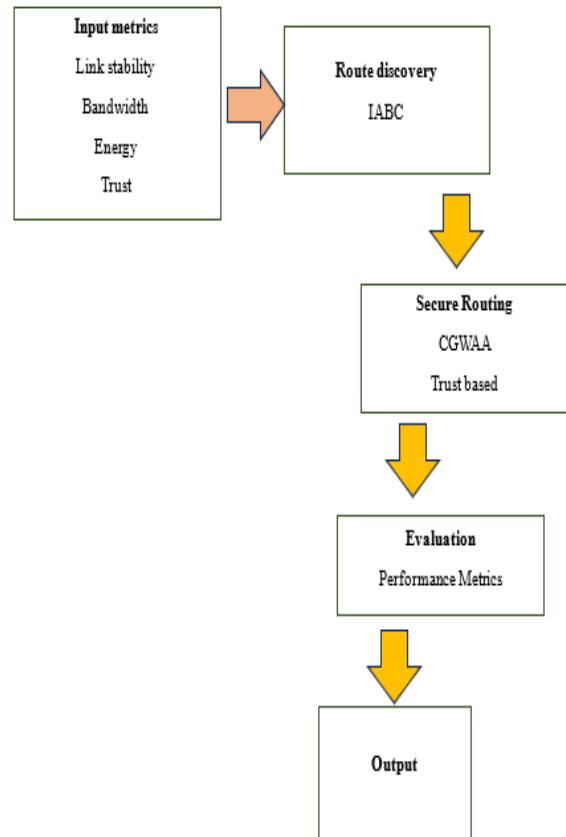 Input metrics
Link stability
Bandwidth
Energy
Trust
Route discovery
IABC
Secure Routing
CGWAA
Trust based
Evaluation
Performance Metrics
Output